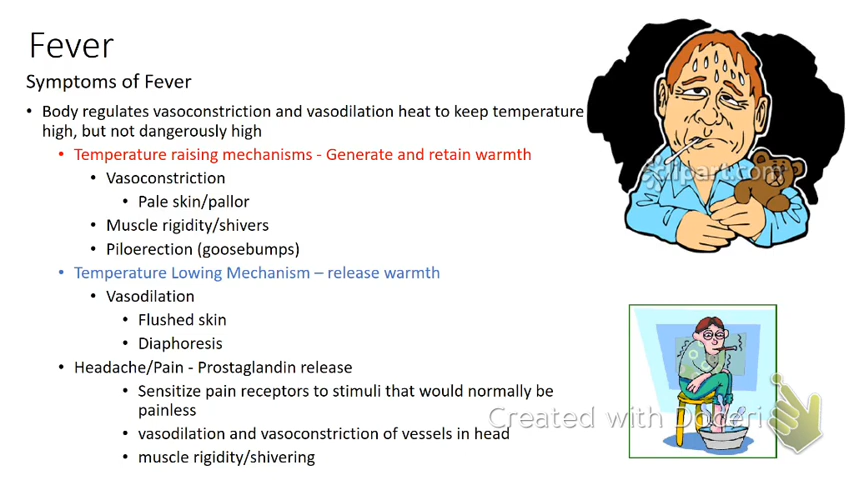 Fever
Symptoms of Fever
• Body regulates vasoconstriction and vasodilation heat to keep temperature
high, but not dangerously high
• Temperature raising mechanisms - Generate and retain warmth
• Vasoconstriction
• Pale skin/pallor
• Muscle rigidity/shivers
• Piloerection (goosebumps)
• Temperature Lowing Mechanism – release warmth
• Vasodilation
• Flushed skin
• Diaphoresis
• Headache/Pain - Prostaglandin release
• Sensitize pain receptors to stimuli that would normally be
painless
• vasodilation and vasoconstriction of vessels in head
• muscle rigidity/shivering
clipart.com
Created with Doceri